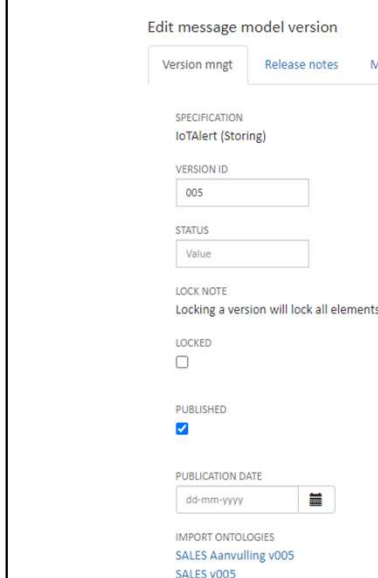 Edit message model version
Version mngt Release notes M
SPECIFICATION
IoTAlert (Storing)
VERSION ID
005
STATUS
Value
LOCK NOTE
Locking a version will lock all elements
LOCKED
PUBLISHED
PUBLICATION DATE
dd-mm-yyyy
IMPORT ONTOLOGIES
SALES Aanvulling v005
SALES v005